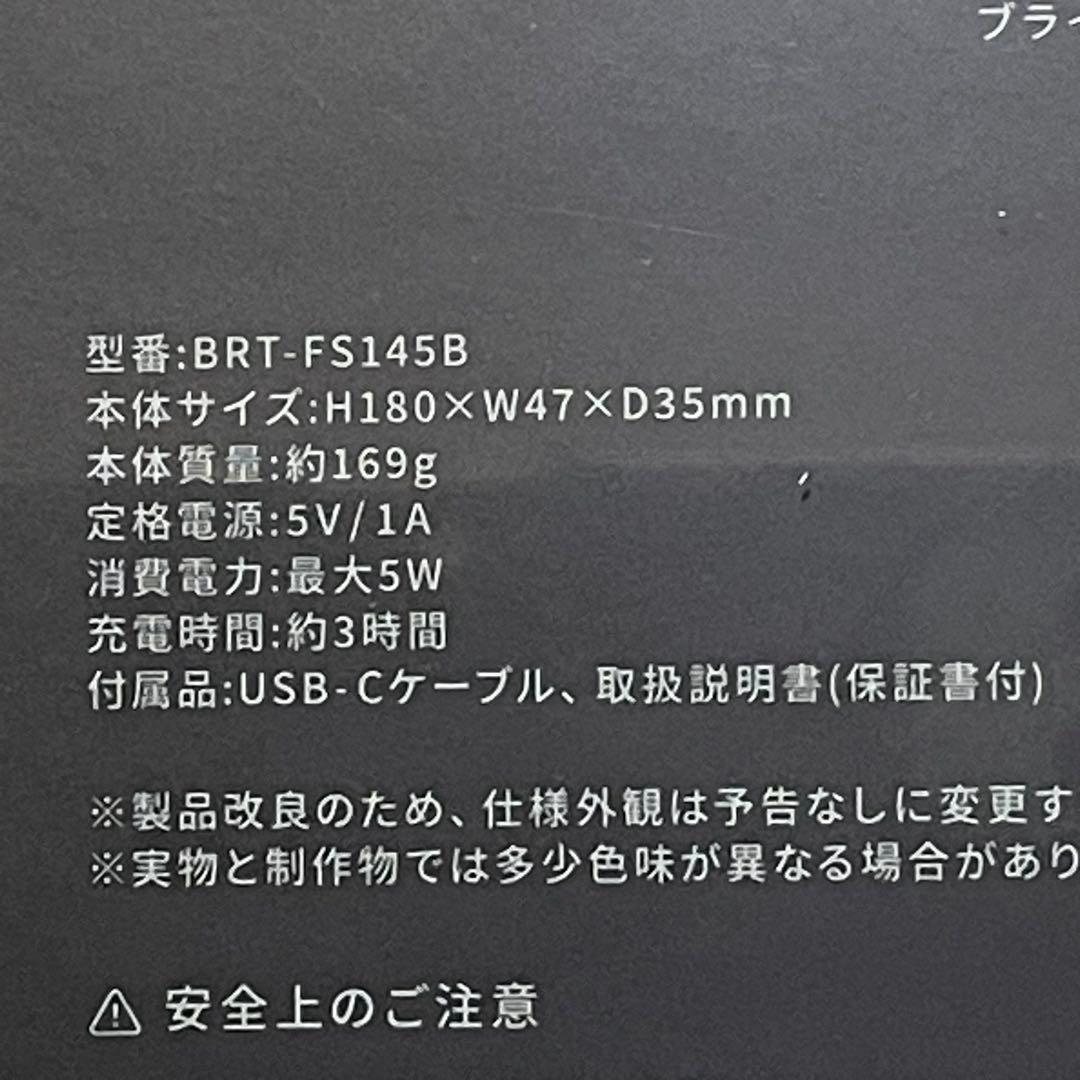 ブライ
型番:BRT-FS145B
本体サイズ:H180×W47×D35mm
本体質量:約169g
定格電源:5V/1A
消費電力:最大5W
充電時間:約3時間
付属品:USB-Cケーブル、取扱説明書(保証書付)
※製品改良のため、仕様外観は予告なしに変更す
※実物と制作物では多少色味が異なる場合があり
安全上のご注意